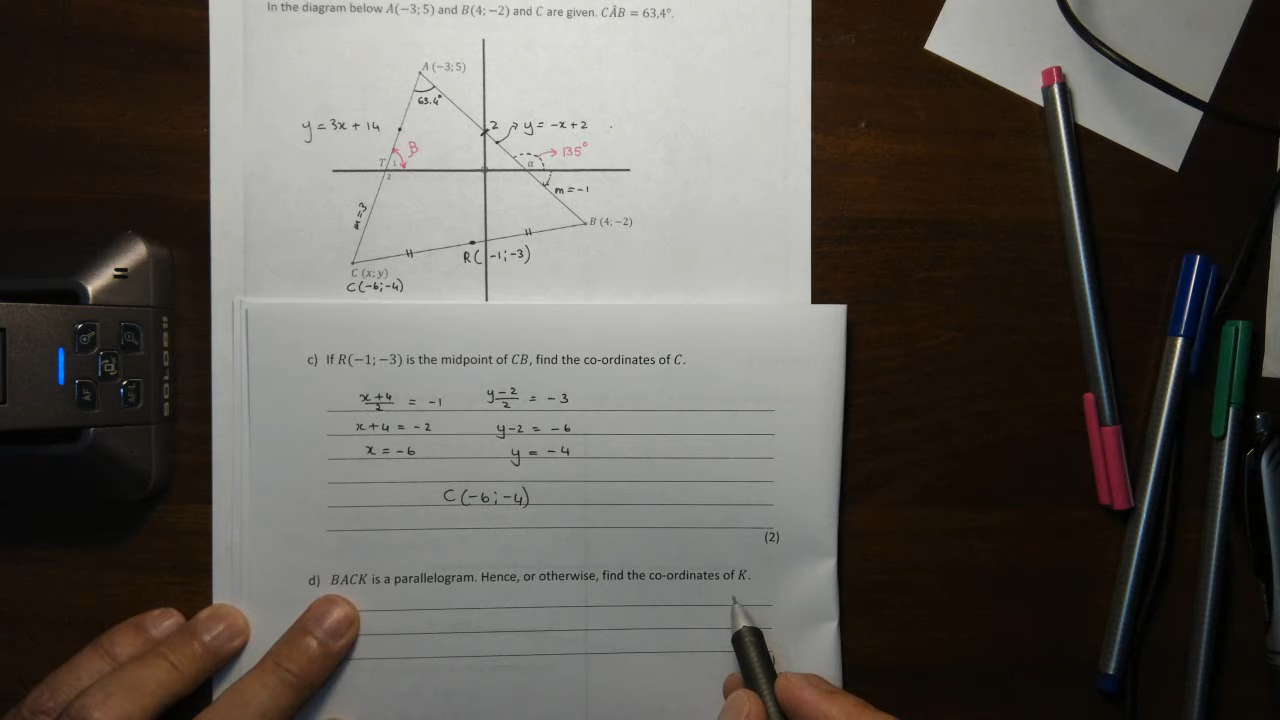 In the diagram below A(−3; 5) and B(4; −2) and C are given. CÂB = 63,4°.
A (−3; 5)
63.4°
y = 3x + 14
2
y = -x + 2
β
135°
T
1
2
α
m = -1
m = 3
B (4; −2)
R(-1; -3)
C (x; y)
C(-6; -4)
c) If R(−1; −3) is the midpoint of CB, find the co-ordinates of C.
x+4/2 = -1 y-2/2 = -3
x+4 = -2 y-2 = -6
x = -6 y = -4
C(-6; -4)
(2)
d) BACK is a parallelogram. Hence, or otherwise, find the co-ordinates of K.
AF